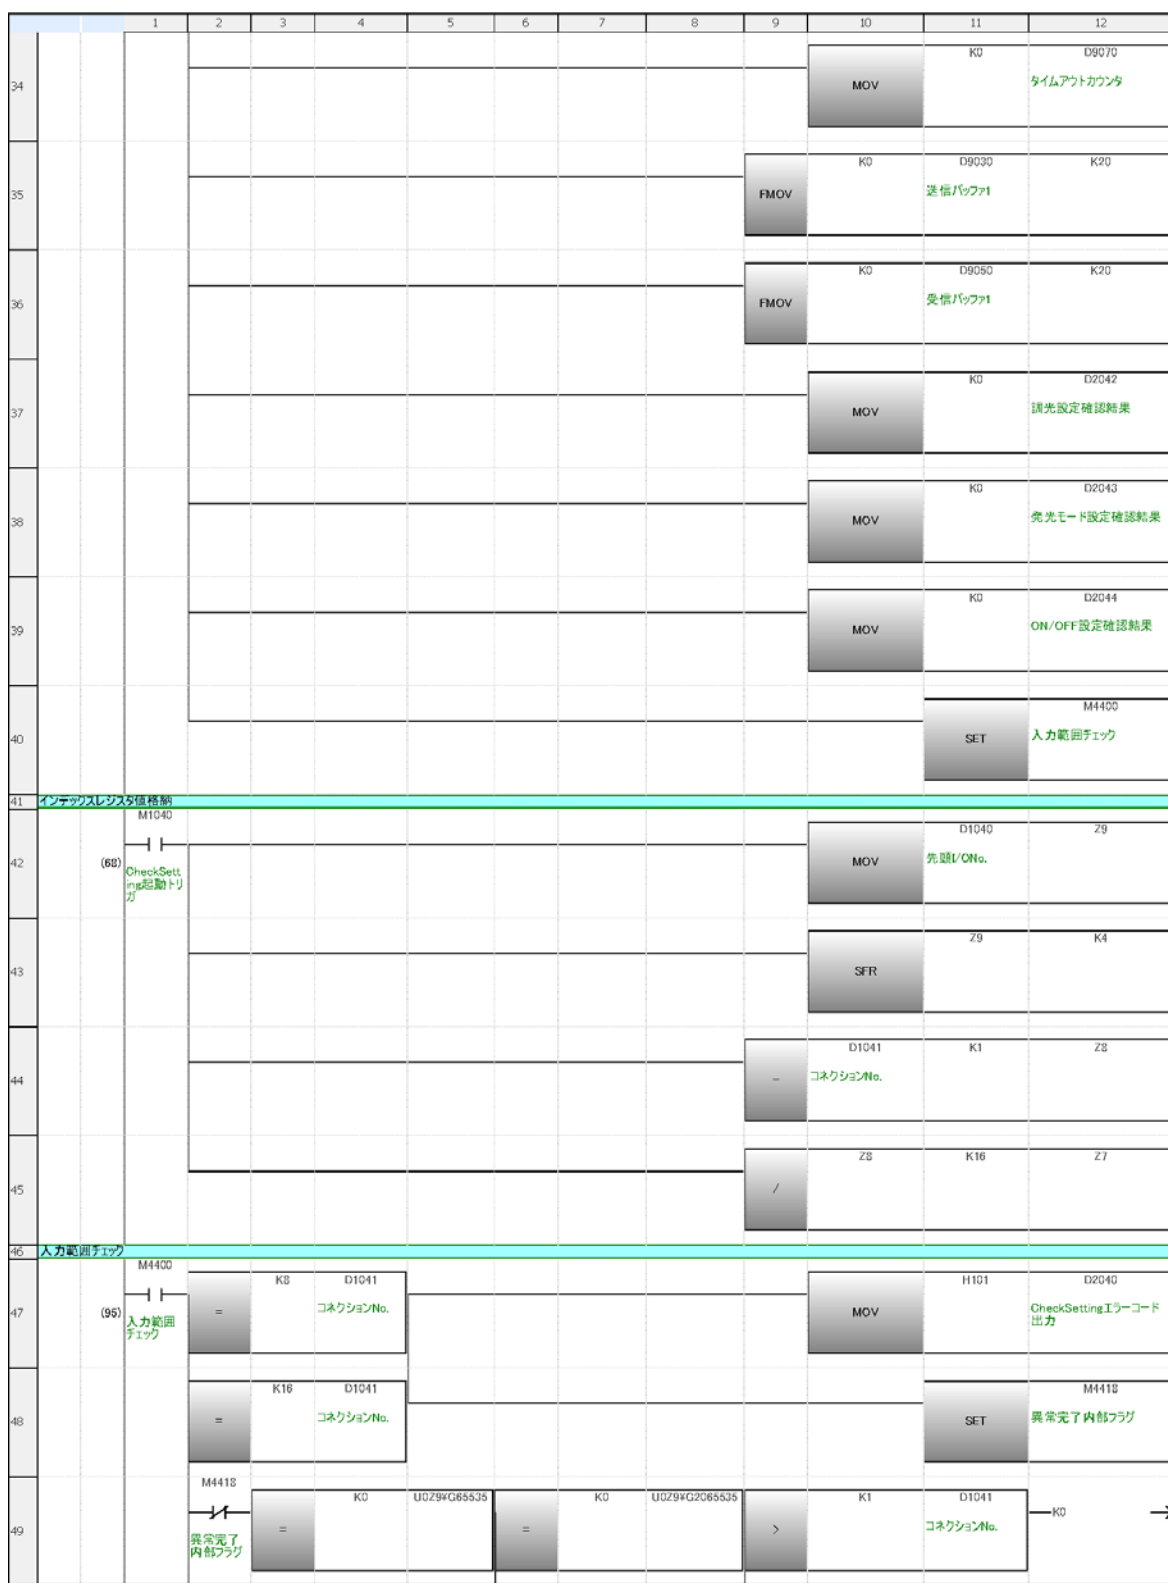 1 2 3 4 5 6 7 8 9 10 11 12
34 MOV K0 D9070
タイムアウトカウンタ
35 FMOV K0 D9030 K20
送信バッファ1
36 FMOV K0 D9050 K20
受信バッファ1
37 MOV K0 D2042
調光設定確認結果
38 MOV K0 D2043
発光モード設定確認結果
39 MOV K0 D2044
ON/OFF設定確認結果
40 SET M4400
入力範囲チェック
41 インデックスレジスタ値格納
M1040
42 (68) MOV D1040 Z9
CheckSett
ing起動トリ
ガ
先頭I/ONo.
43 SFR Z9 K4
44 - D1041 K1 Z8
コネクションNo.
45 / Z8 K16 Z7
46 入力範囲チェック
M4400
47 (95) = K8 D1041 MOV H101 D2040
入力範囲
チェック
コネクションNo.
CheckSettingエラーコード
出力
48 = K16 D1041 SET M4418
コネクションNo.
異常完了内部フラグ
M4418
49 = K0 U0Z9¥G65535 = K0 U0Z9¥G2065535 > K1 D1041 K0
異常完了
内部フラグ
コネクションNo.